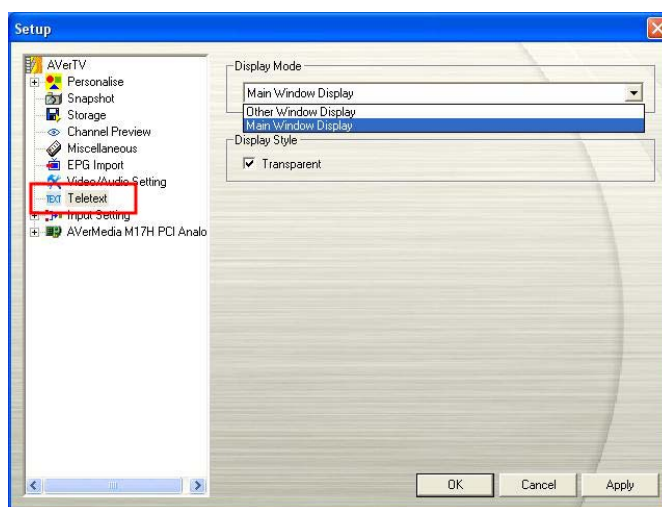 Setup
AVerTV
Personalise
Snapshot
Storage
Channel Preview
Miscellaneous
EPG Import
Video/Audio Setting
TEXT Teletext
Input Setting
AVerMedia M17H PCI Analo
Display Mode
Main Window Display
Other Window Display
Main Window Display
Display Style
Transparent
OK Cancel Apply